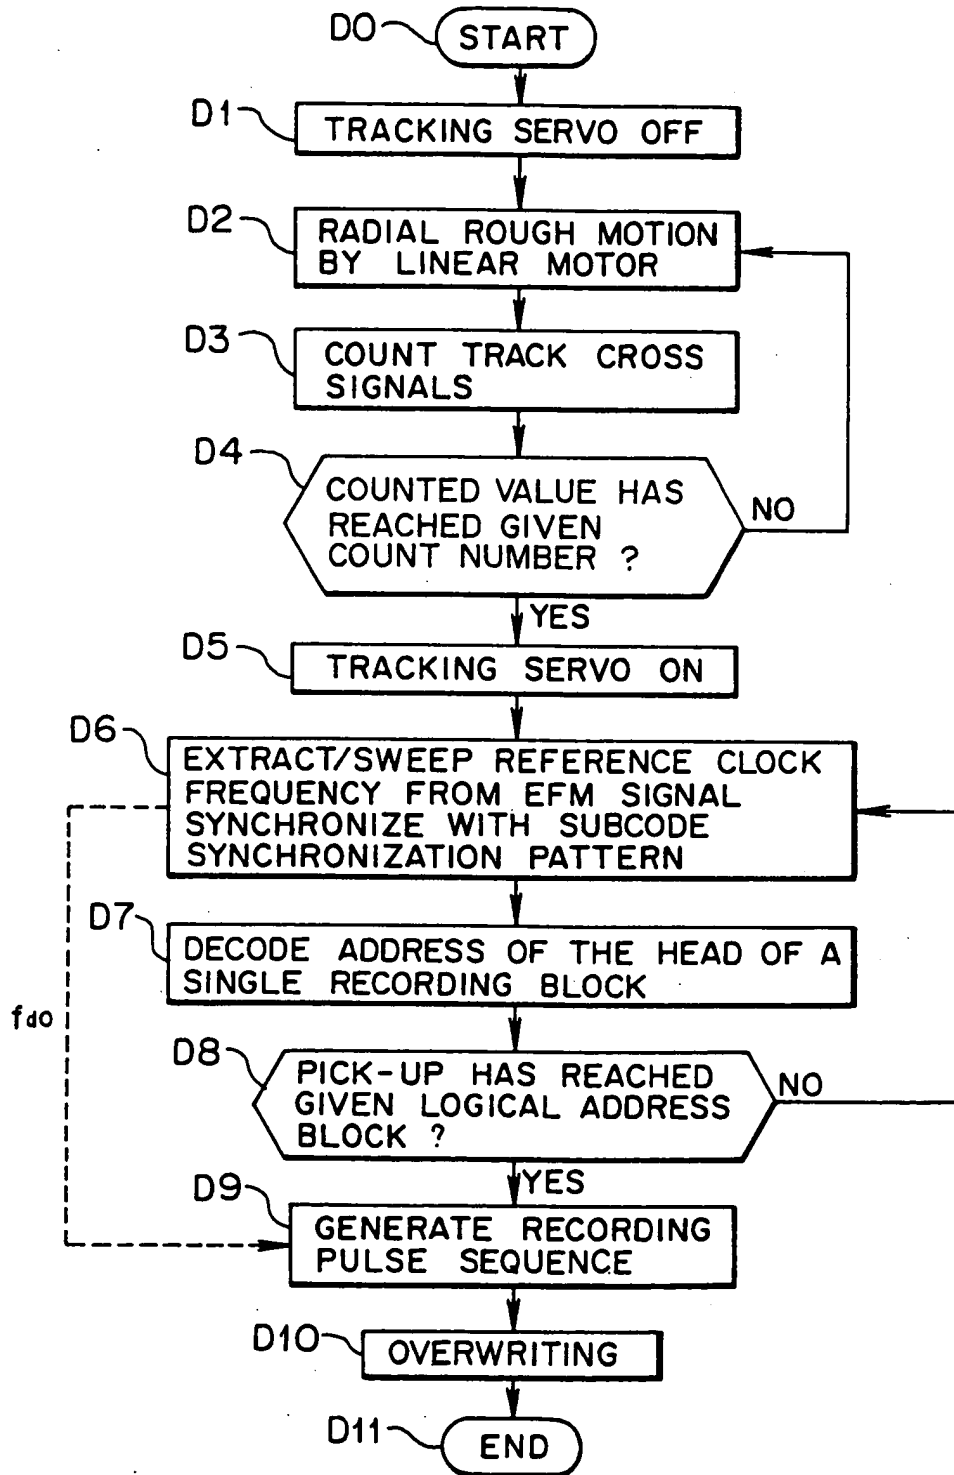 D0
START
D1
TRACKING SERVO OFF
D2
RADIAL ROUGH MOTION
BY LINEAR MOTOR
D3
COUNT TRACK CROSS
SIGNALS
D4
COUNTED VALUE HAS
REACHED GIVEN
COUNT NUMBER ?
NO
YES
D5
TRACKING SERVO ON
D6
EXTRACT/SWEEP REFERENCE CLOCK
FREQUENCY FROM EFM SIGNAL
SYNCHRONIZE WITH SUBCODE
SYNCHRONIZATION PATTERN
D7
DECODE ADDRESS OF THE HEAD OF A
SINGLE RECORDING BLOCK
fd0
D8
PICK-UP HAS REACHED
GIVEN LOGICAL ADDRESS
BLOCK ?
NO
YES
D9
GENERATE RECORDING
PULSE SEQUENCE
D10
OVERWRITING
D11
END